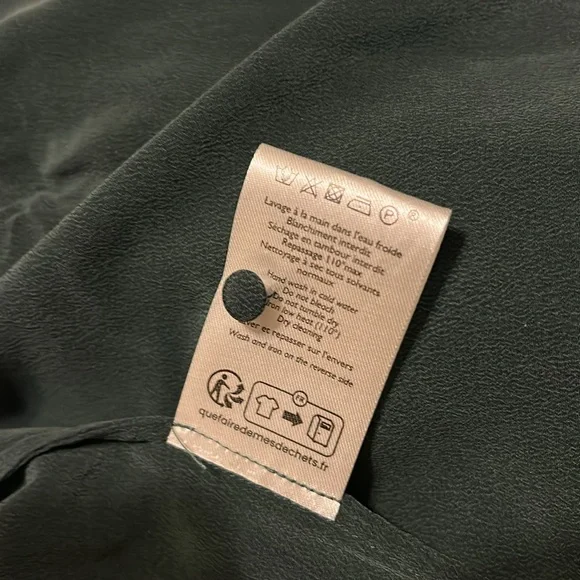 P ®
Lavage à la main dans l'eau froide
Blanchiment interdit
Séchage en tambour interdit
Repassage 110° max
Nettoyage à sec tous solvants
normaux
Hand wash in cold water
Do not bleach
Do not tumble dry
low heat (110°)
Dry cleaning
et repasser sur l'envers
Wash and iron on the reverse side
FR
quefairedemesdechets.fr